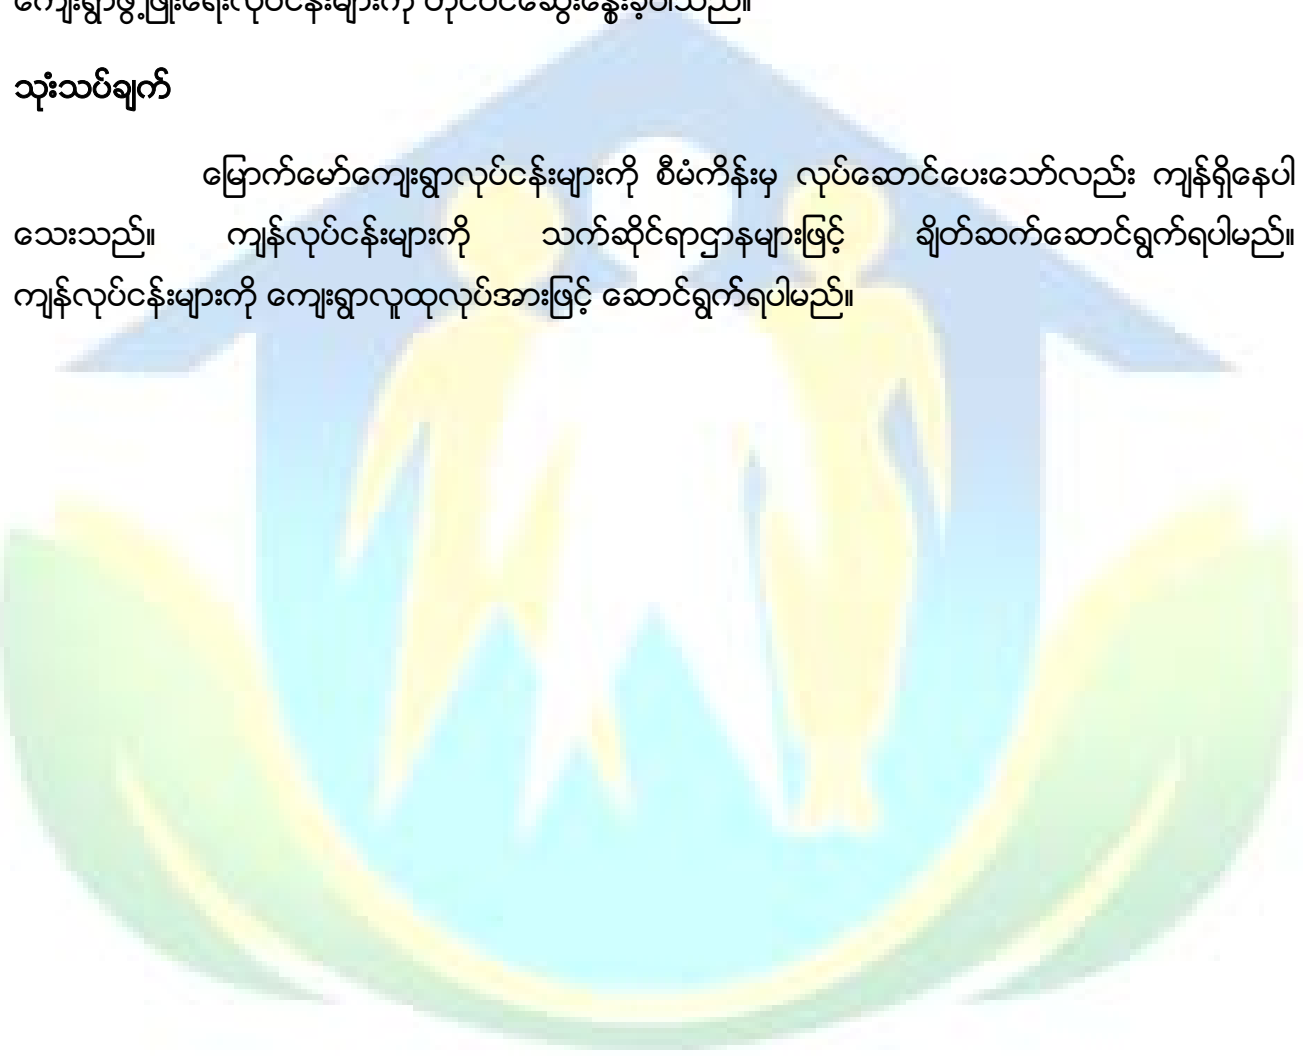 ကျေးရွာဖွံ့ဖြိုးရေးလုပ်ငန်းများကို တိုင်ပင်ဆွေးနွေးခဲ့ပါသည်။
သုံးသပ်ချက်
မြောက်မော်ကျေးရွာလုပ်ငန်းများကို စီမံကိန်းမှ လုပ်ဆောင်ပေးသော်လည်း ကျန်ရှိနေပါ
သေးသည်။ ကျန်လုပ်ငန်းများကို သက်ဆိုင်ရာဌာနများဖြင့် ချိတ်ဆက်ဆောင်ရွက်ရပါမည်။
ကျန်လုပ်ငန်းများကို ကျေးရွာလူထုလုပ်အားဖြင့် ဆောင်ရွက်ရပါမည်။